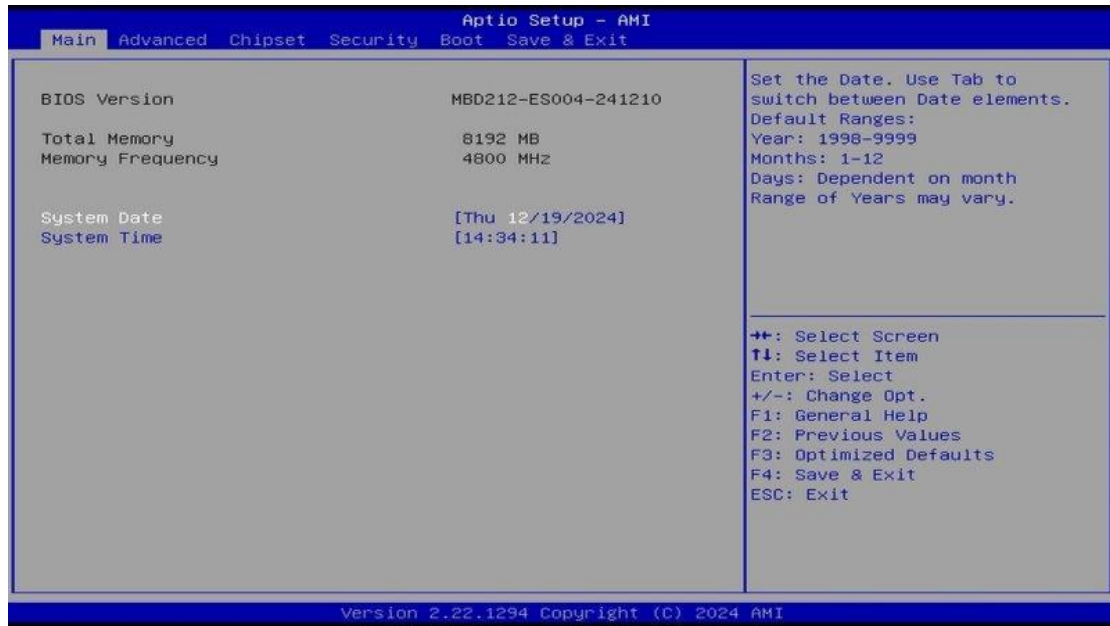 Aptio Setup – AMI
Main Advanced Chipset Security Boot Save & Exit
BIOS Version MBD212-ES004-241210
Total Memory 8192 MB
Memory Frequency 4800 MHz
System Date [Thu 12/19/2024]
System Time [14:34:11]
Set the Date. Use Tab to
switch between Date elements.
Default Ranges:
Year: 1998-9999
Months: 1-12
Days: Dependent on month
Range of Years may vary.
→←: Select Screen
↑↓: Select Item
Enter: Select
+/-: Change Opt.
F1: General Help
F2: Previous Values
F3: Optimized Defaults
F4: Save & Exit
ESC: Exit
Version 2.22.1294 Copyright (C) 2024 AMI